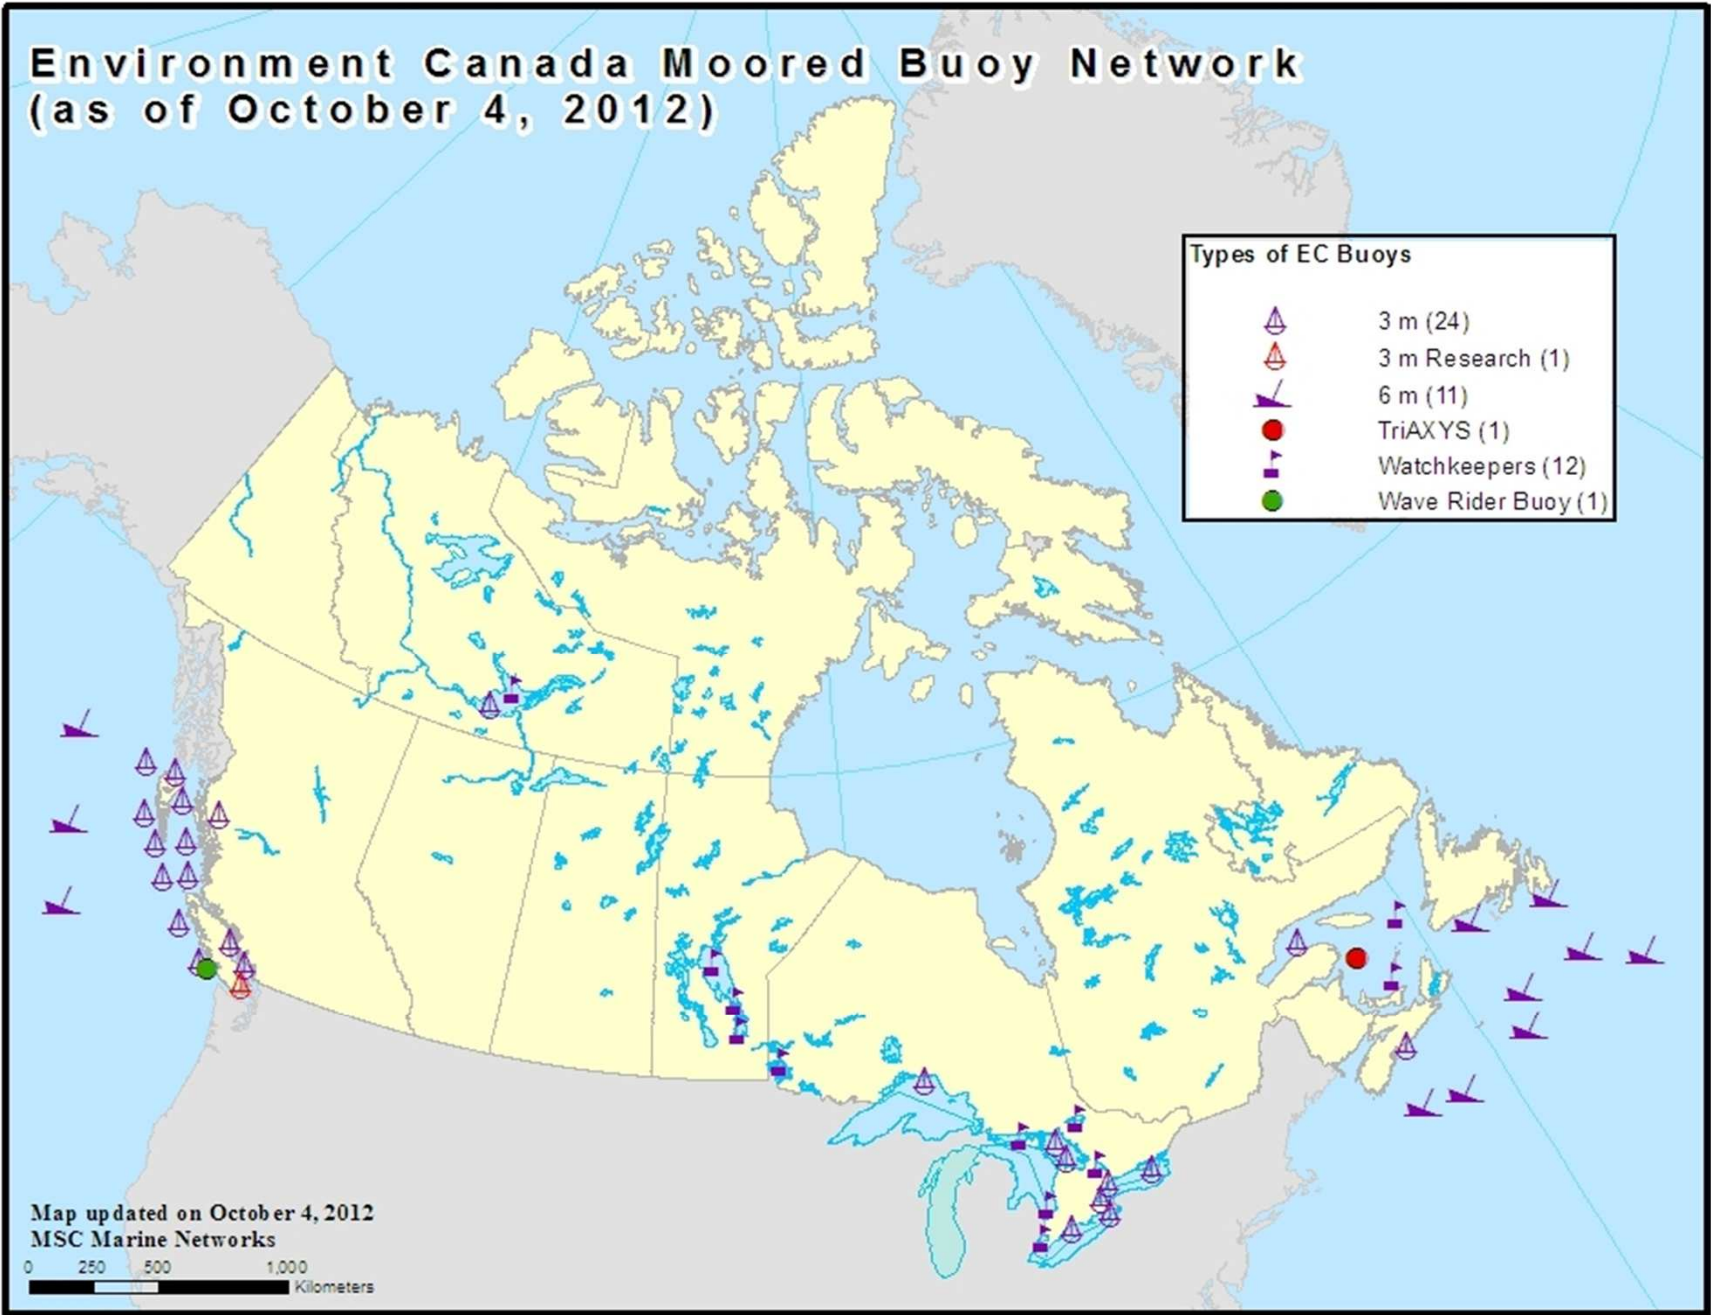 Environment Canada Moored Buoy Network
(as of October 4, 2012)
Types of EC Buoys
3 m (24)
3 m Research (1)
6 m (11)
TriAXYS (1)
Watchkeepers (12)
Wave Rider Buoy (1)
Map updated on October 4, 2012
MSC Marine Networks
0 250 500 1,000
Kilometers